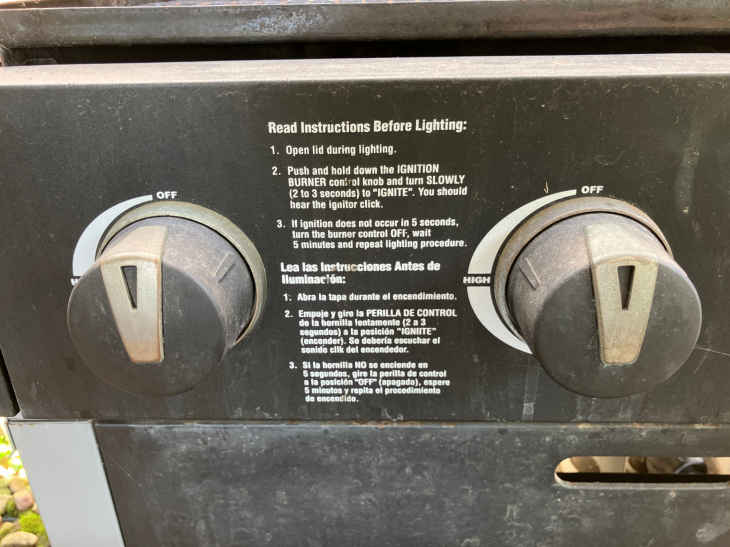 Read Instructions Before Lighting:
1. Open lid during lighting.
2. Push and hold down the IGNITION
BURNER control knob and turn SLOWLY
(2 to 3 seconds) to "IGNITE". You should
hear the ignitor click.
3. If ignition does not occur in 5 seconds,
turn the burner control OFF, wait
5 minutes and repeat lighting procedure.
OFF
OFF
HIGH
Lea las Instrucciones Antes de
Iluminación:
1. Abra la tapa durante el encendimiento.
2. Empuje y gire la PERILLA DE CONTROL
de la hornilla lentamente (2 a 3
segundos) a la posición "IGNIITE"
(encender). Se debería escuchar el
sonido clik del encendedor.
3. Si la hornilla NO se enciende en
5 segundos, gire la perilla de control
a la posición "OFF" (apagado), espere
5 minutos y repita el procedimiento
de encendido.